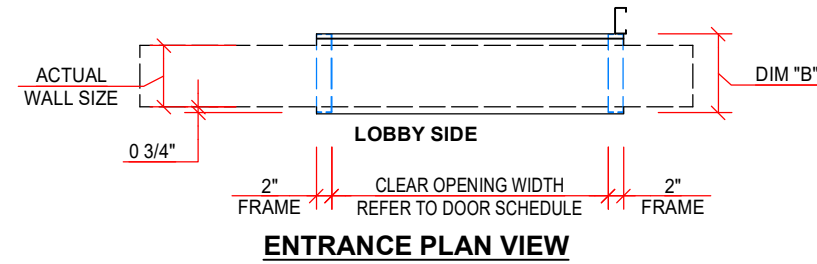 ACTUAL
WALL SIZE
DIM "B"
LOBBY SIDE
0 3/4"
2"
FRAME
CLEAR OPENING WIDTH
REFER TO DOOR SCHEDULE
2"
FRAME
ENTRANCE PLAN VIEW